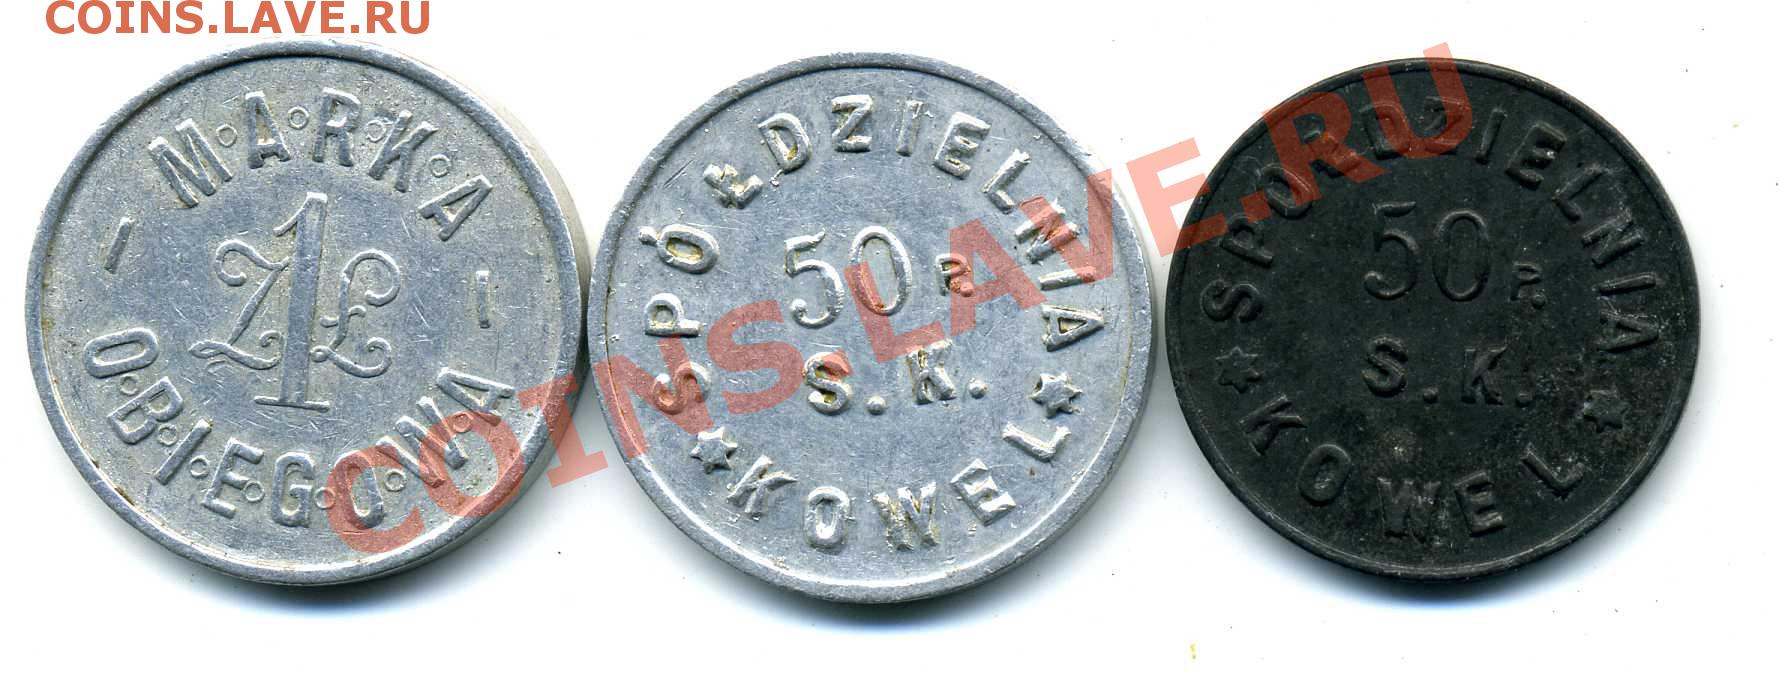 COINS.LAVE.RU
MARKA
1 ZŁ
OBIEGOWA
SPÓŁDZIELNIA
50 P.
S.K.
KOWEL
SPÓŁDZIELNIA
50 P.
S.K.
KOWEL
COINS.LAVE.RU